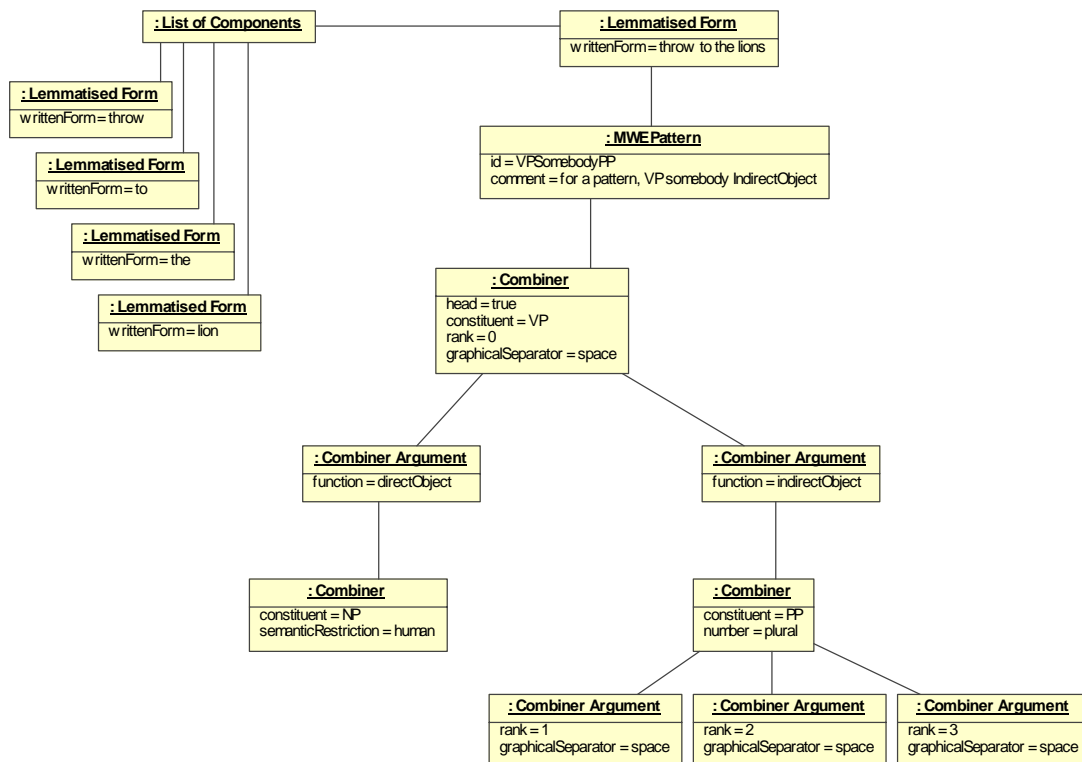 : List of Components
: Lemmatised Form
writtenForm = throw to the lions
: Lemmatised Form
writtenForm = throw
: MWEPattern
id = VPSomebodyPP
comment = for a pattern, VP somebody IndirectObject
: Lemmatised Form
writtenForm = to
: Lemmatised Form
writtenForm = the
: Lemmatised Form
writtenForm = lion
: Combiner
head = true
constituent = VP
rank = 0
graphicalSeparator = space
: Combiner Argument
function = directObject
: Combiner Argument
function = indirectObject
: Combiner
constituent = NP
semanticRestriction = human
: Combiner
constituent = PP
number = plural
: Combiner Argument
rank = 1
graphicalSeparator = space
: Combiner Argument
rank = 2
graphicalSeparator = space
: Combiner Argument
rank = 3
graphicalSeparator = space